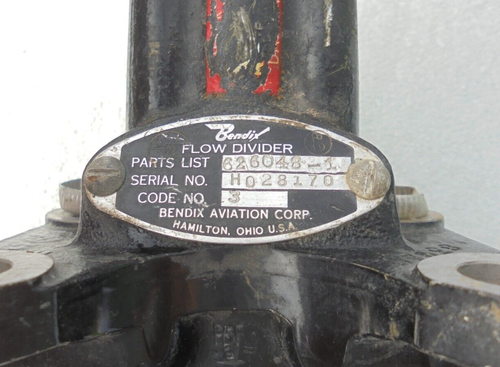 Bendix
FLOW DIVIDER
PARTS LIST 626048-1
SERIAL NO. H028170
CODE NO. 3
BENDIX AVIATION CORP.
HAMILTON, OHIO U.S.A.